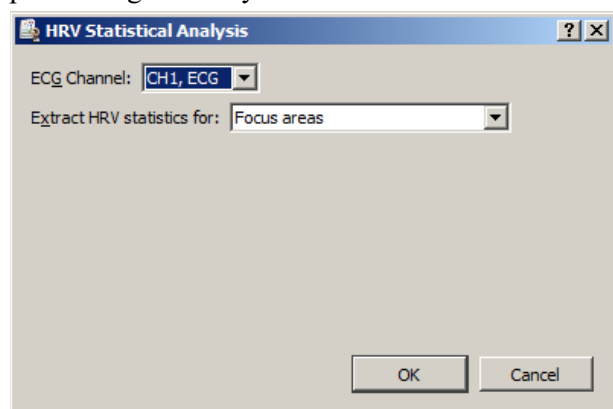 HRV Statistical Analysis
ECG Channel: CH1, ECG
Extract HRV statistics for: Focus areas
OK Cancel